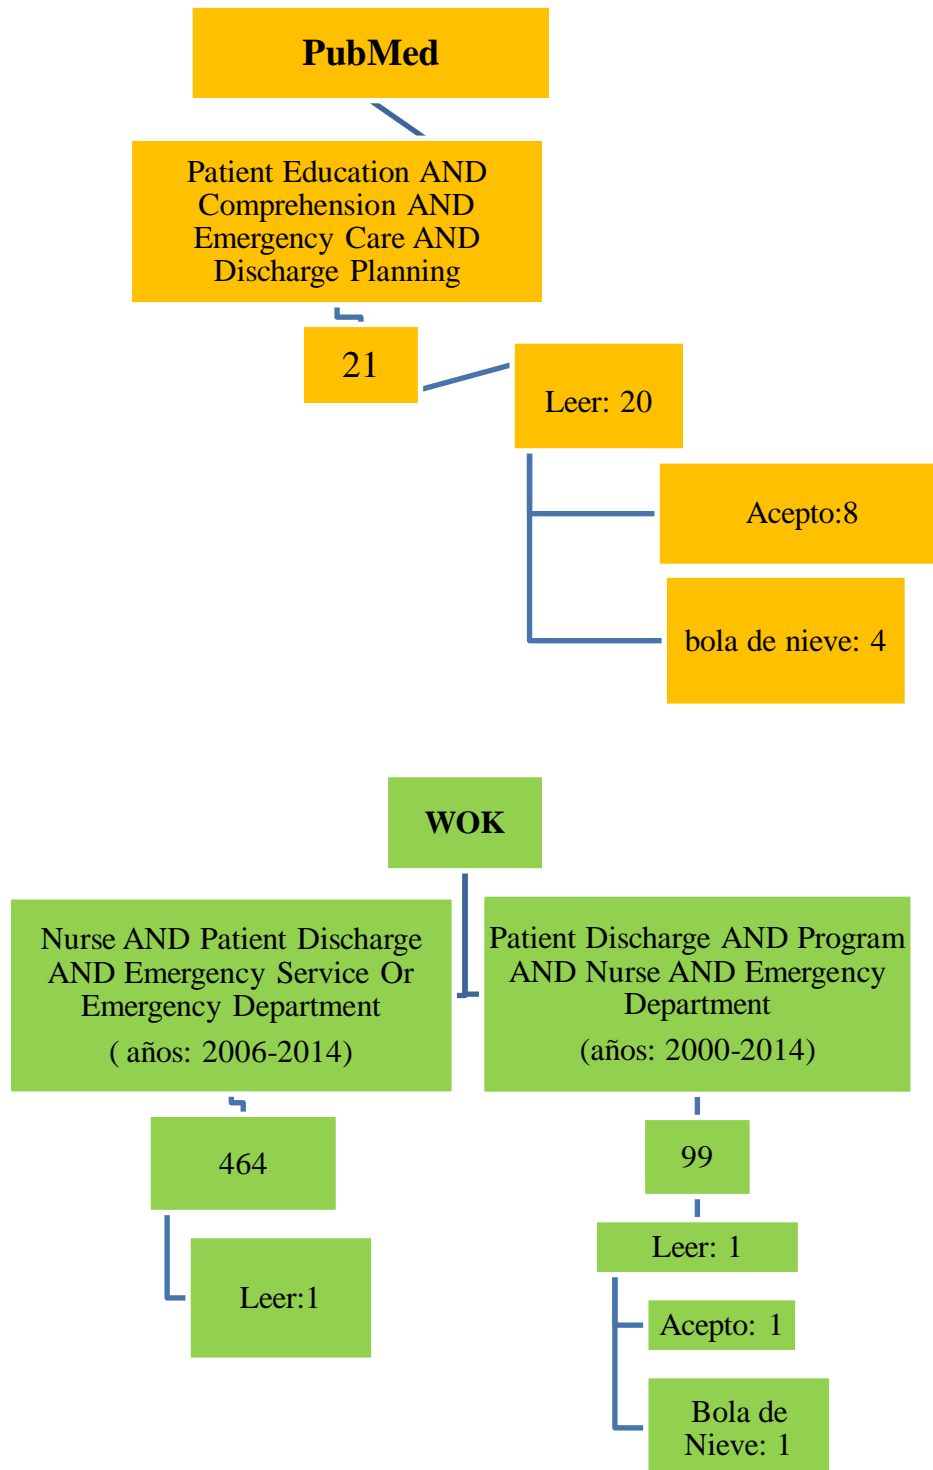 PubMed
Patient Education AND
Comprehension AND
Emergency Care AND
Discharge Planning
21
Leer: 20
Acepto:8
bola de nieve: 4
WOK
Nurse AND Patient Discharge
AND Emergency Service Or
Emergency Department
( años: 2006-2014)
464
Leer:1
Patient Discharge AND Program
AND Nurse AND Emergency
Department
(años: 2000-2014)
99
Leer: 1
Acepto: 1
Bola de
Nieve: 1